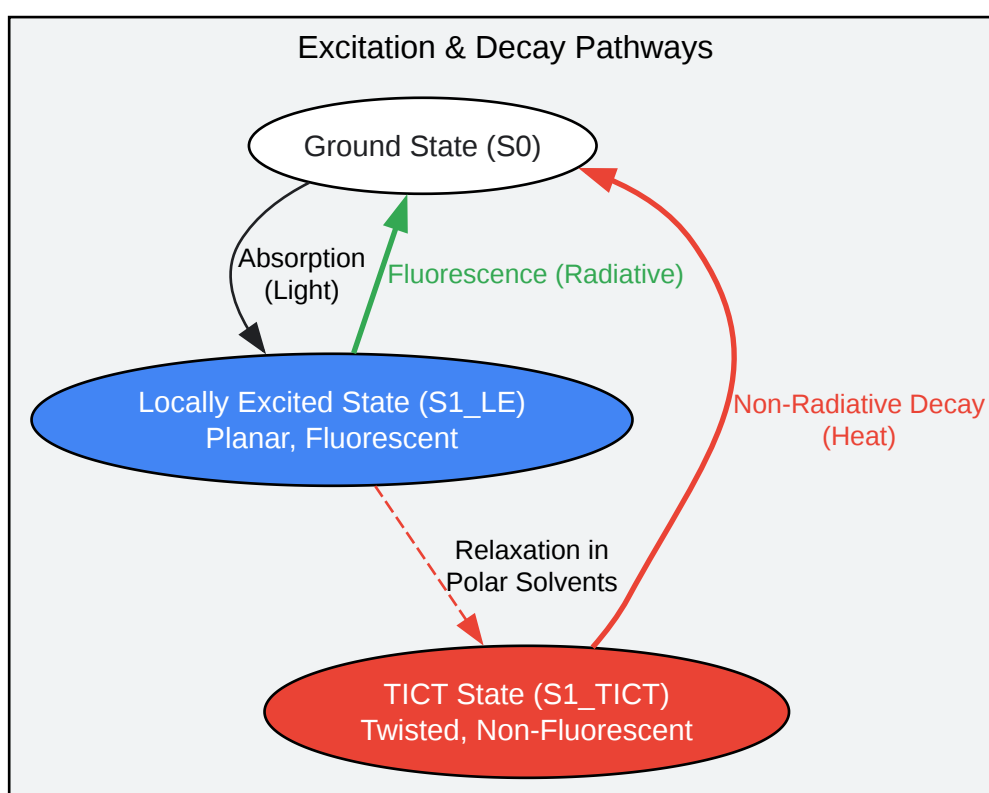 Excitation & Decay Pathways
Ground State (S0)
Absorption
(Light)
Fluorescence (Radiative)
Locally Excited State (S1_LE)
Planar, Fluorescent
Non-Radiative Decay
(Heat)
Relaxation in
Polar Solvents
TICT State (S1_TICT)
Twisted, Non-Fluorescent